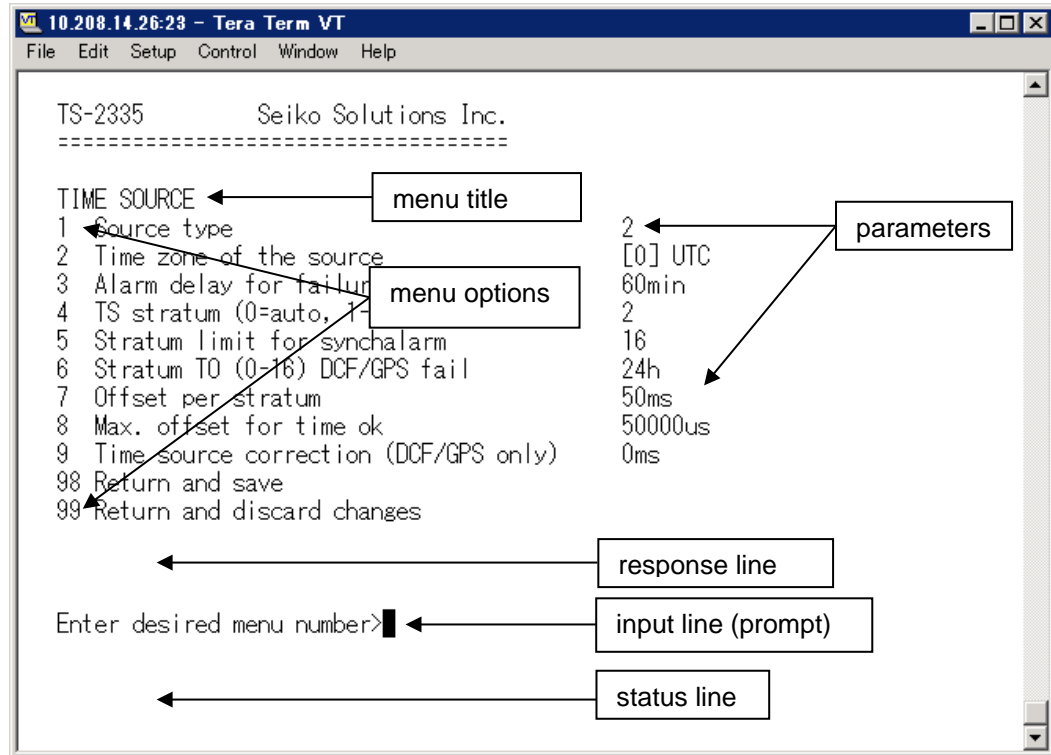 10.208.14.26:23 - Tera Term VT
File Edit Setup Control Window Help
TS-2335 Seiko Solutions Inc.
====================================
TIME SOURCE
menu title
1 Source type 2
parameters
2 Time zone of the source [0] UTC
3 Alarm delay for failur 60min
menu options
4 TS stratum (0=auto, 1- 2
5 Stratum limit for synchalarm 16
6 Stratum TO (0-16) DCF/GPS fail 24h
7 Offset per stratum 50ms
8 Max. offset for time ok 50000us
9 Time source correction (DCF/GPS only) 0ms
98 Return and save
99 Return and discard changes
response line
Enter desired menu number>
input line (prompt)
status line